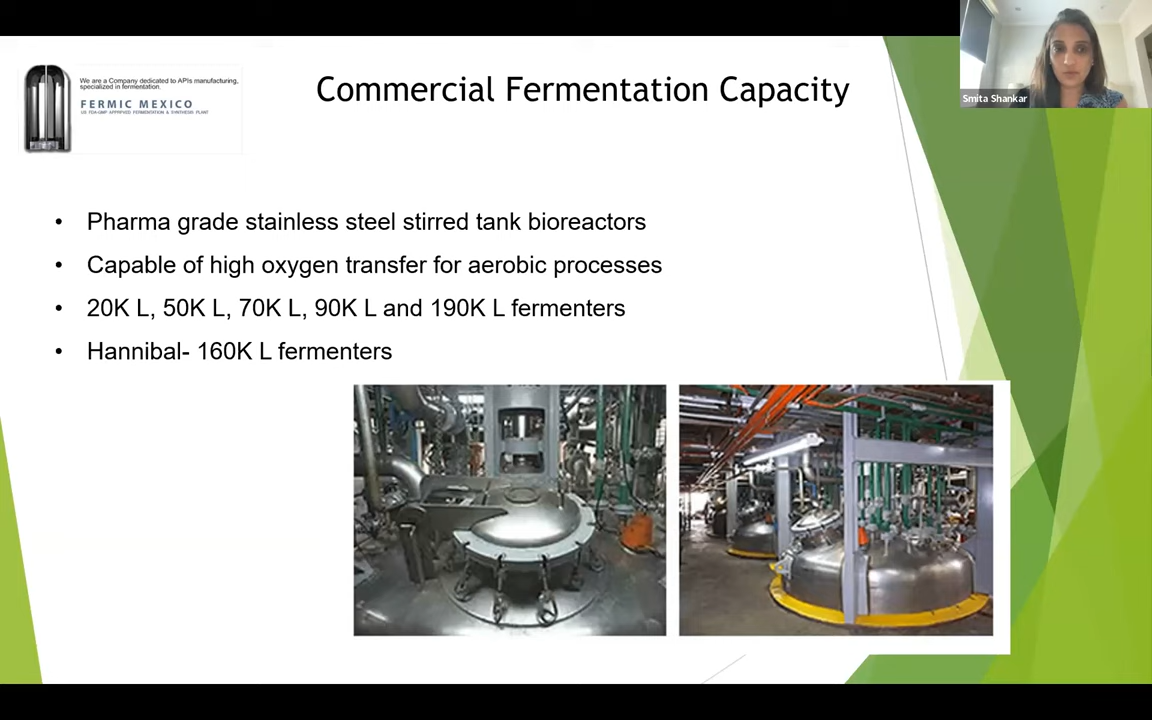 We are a Company dedicated to APIs manufacturing,
specialized in fermentation.
FERMIC MEXICO
US FDA-GMP APPRPVED FERMENTATION & SYNTHESIS PLANT
Commercial Fermentation Capacity
Smita Shankar
• Pharma grade stainless steel stirred tank bioreactors
• Capable of high oxygen transfer for aerobic processes
• 20K L, 50K L, 70K L, 90K L and 190K L fermenters
• Hannibal- 160K L fermenters